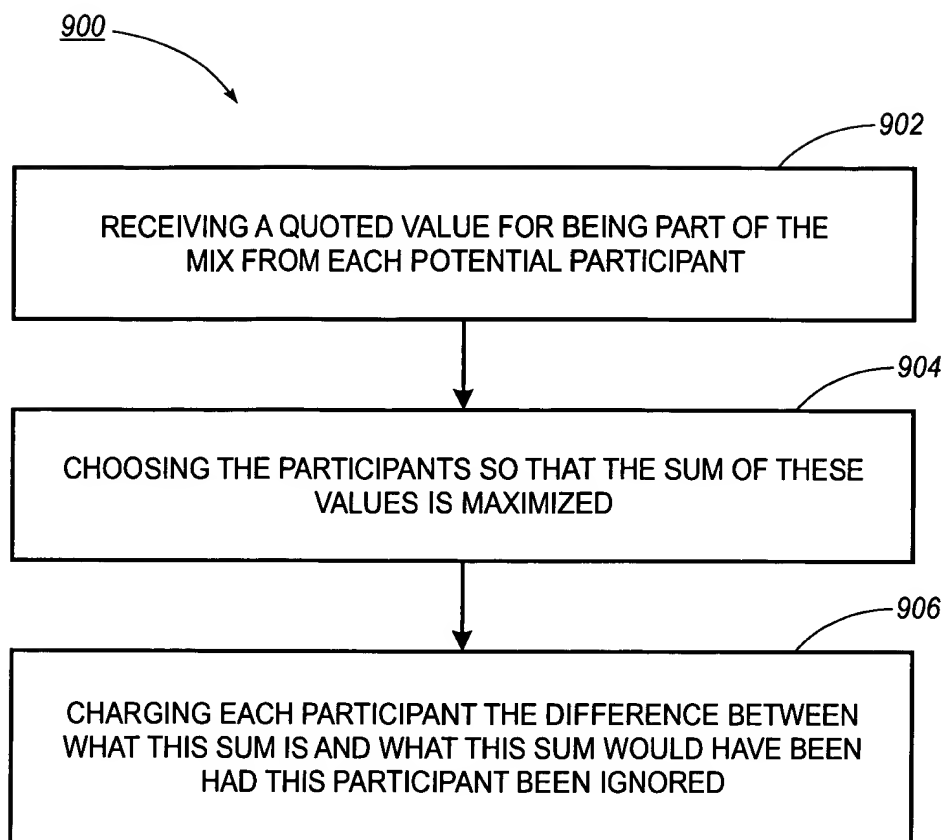 900
902
RECEIVING A QUOTED VALUE FOR BEING PART OF THE
MIX FROM EACH POTENTIAL PARTICIPANT
904
CHOOSING THE PARTICIPANTS SO THAT THE SUM OF THESE
VALUES IS MAXIMIZED
906
CHARGING EACH PARTICIPANT THE DIFFERENCE BETWEEN
WHAT THIS SUM IS AND WHAT THIS SUM WOULD HAVE BEEN
HAD THIS PARTICIPANT BEEN IGNORED